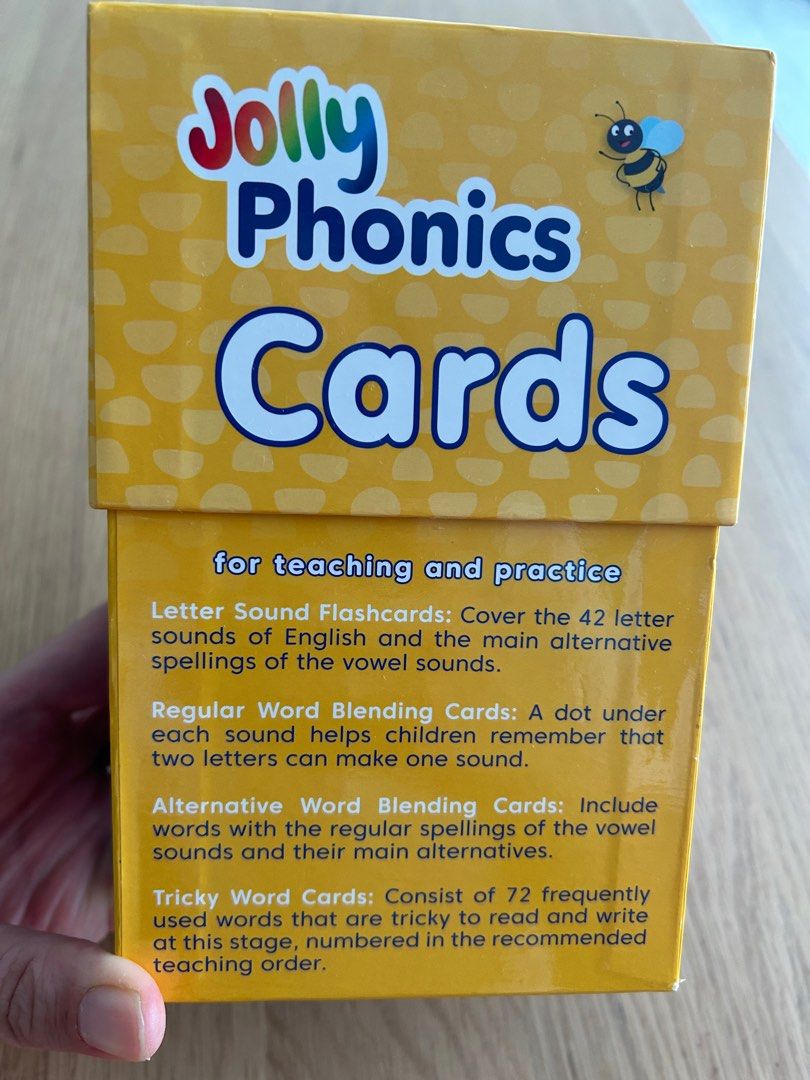 Jolly
Phonics
Cards
for teaching and practice
Letter Sound Flashcards: Cover the 42 letter
sounds of English and the main alternative
spellings of the vowel sounds.
Regular Word Blending Cards: A dot under
each sound helps children remember that
two letters can make one sound.
Alternative Word Blending Cards: Include
words with the regular spellings of the vowel
sounds and their main alternatives.
Tricky Word Cards: Consist of 72 frequently
used words that are tricky to read and write
at this stage, numbered in the recommended
teaching order.